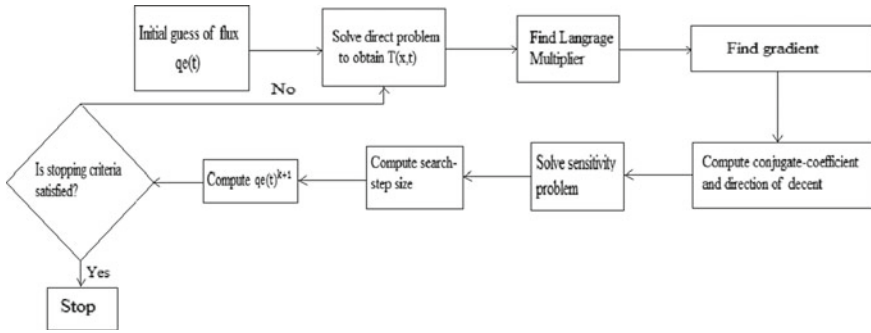 Initial guess of flux
qe(t)
Solve direct problem
to obtain T(x,t)
Find Langrage
Multiplier
Find gradient
Compute conjugate-coefficient
and direction of decent
Solve sensitivity
problem
Compute search-
step size
Compute qe(t)^{k+1}
Is stopping criteria
satisfied?
No
Yes
Stop